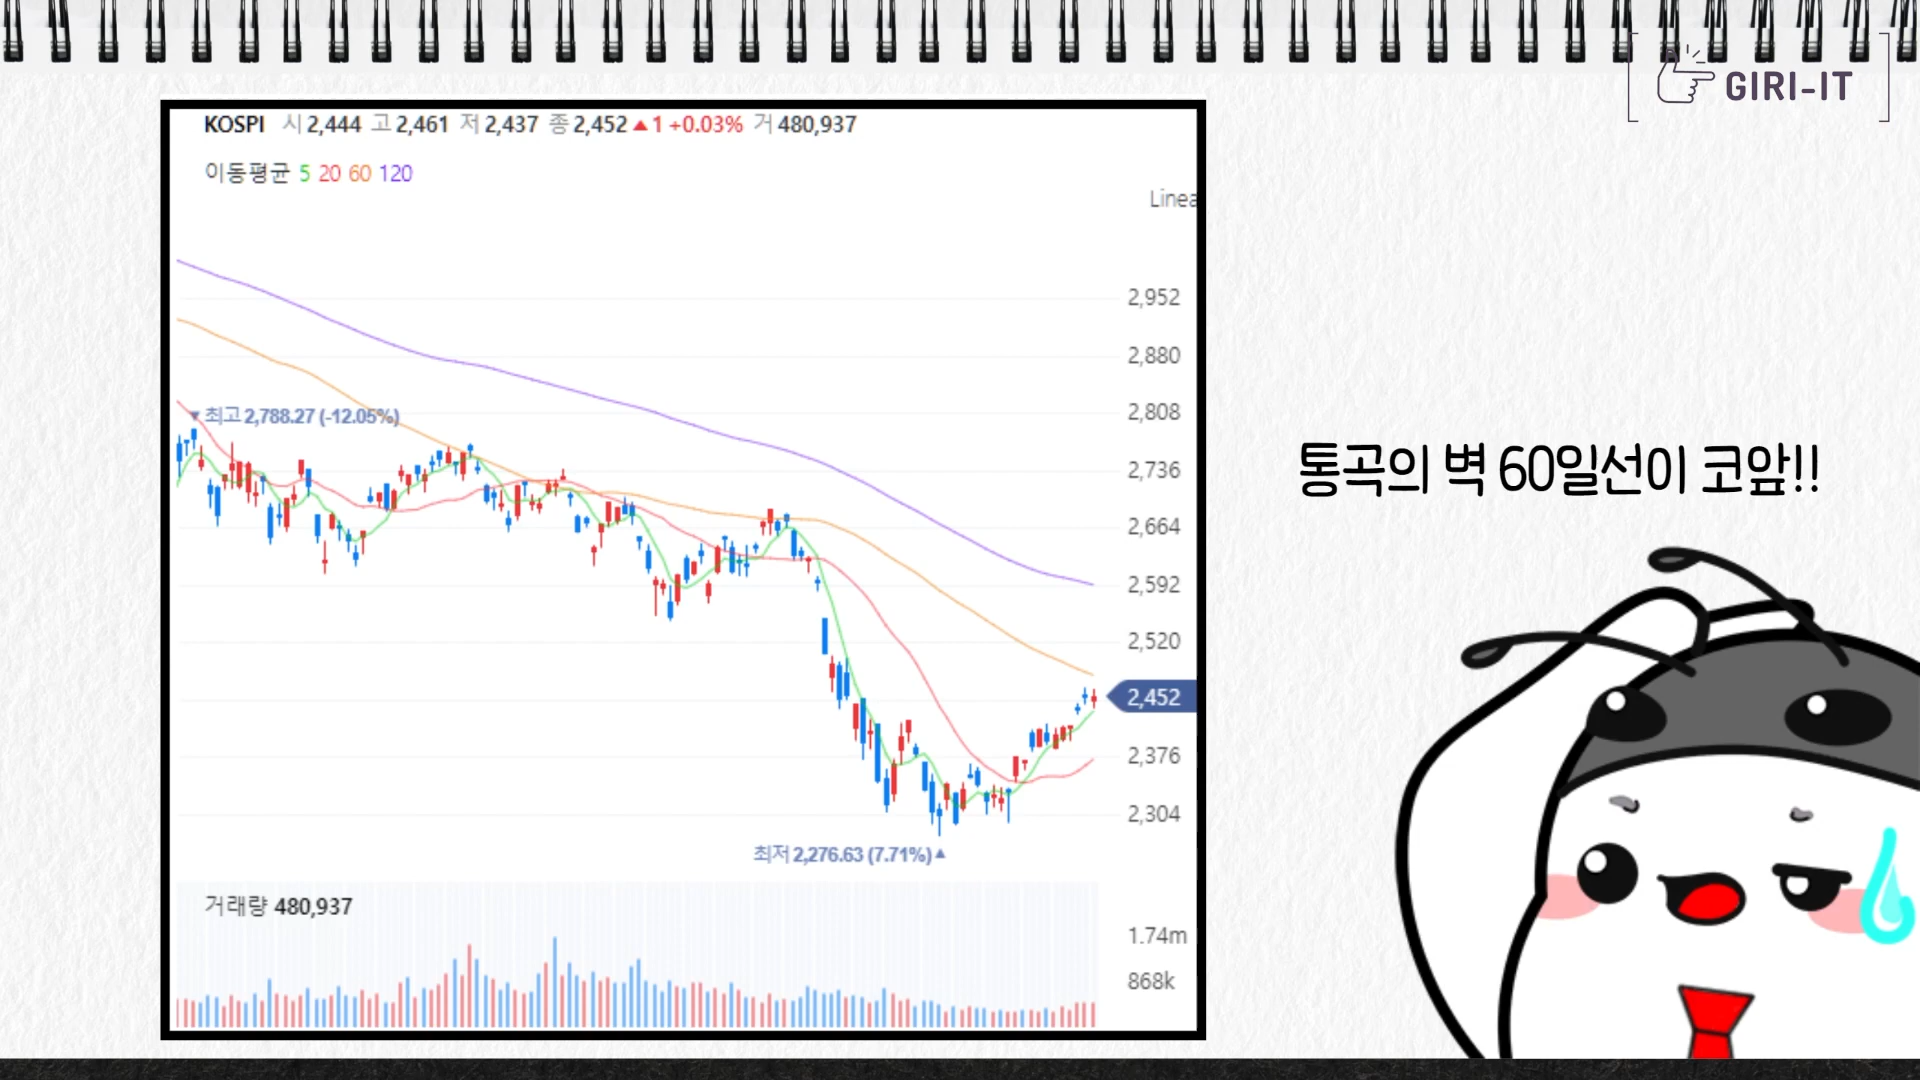 GIRI-IT
KOSPI 시 2,444 고 2,461 저 2,437 종 2,452 ▲ 1 +0.03% 거 480,937
이동평균 5 20 60 120
Linea
2,952
2,880
▼ 최고 2,788.27 (-12.05%)
2,808
2,736
통곡의 벽 60일선이 코앞!!
2,664
2,592
2,520
2,452
2,376
2,304
최저 2,276.63 (7.71%) ▲
거래량 480,937
1.74m
868k